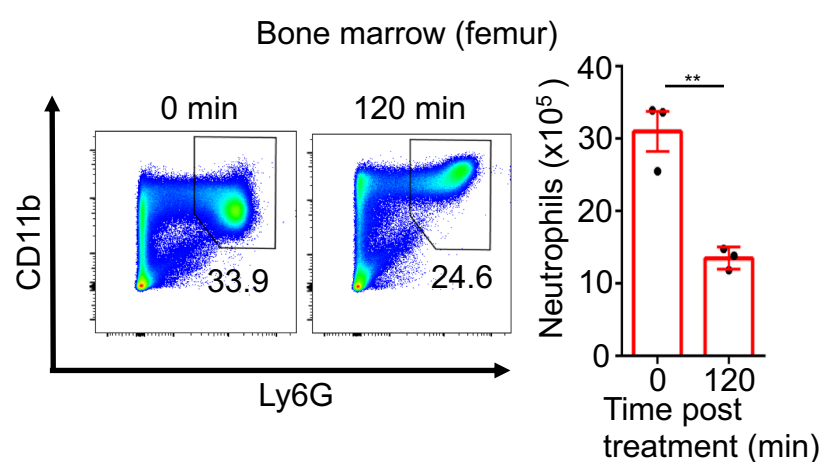 Bone marrow (femur)
0 min 120 min
CD11b
33.9 24.6
Ly6G
Neutrophils (x10⁵)
40
30
20
10
0
**
0 120
Time post
treatment (min)